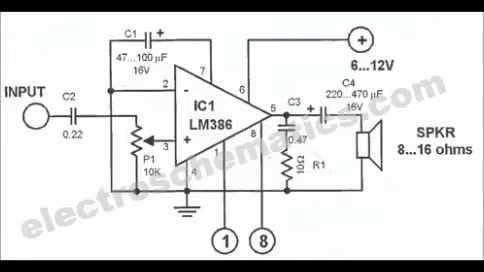 C1
47...100 µF
16V
+
7
6
6...12V
INPUT
C2
0.22
2
-
IC1
LM386
5
C3
0.47
+
C4
220...470 µF
16V
SPKR
8...16 ohms
P1
10K
3
+
4
1
8
10Ω
R1
1
8
electroschematics.com